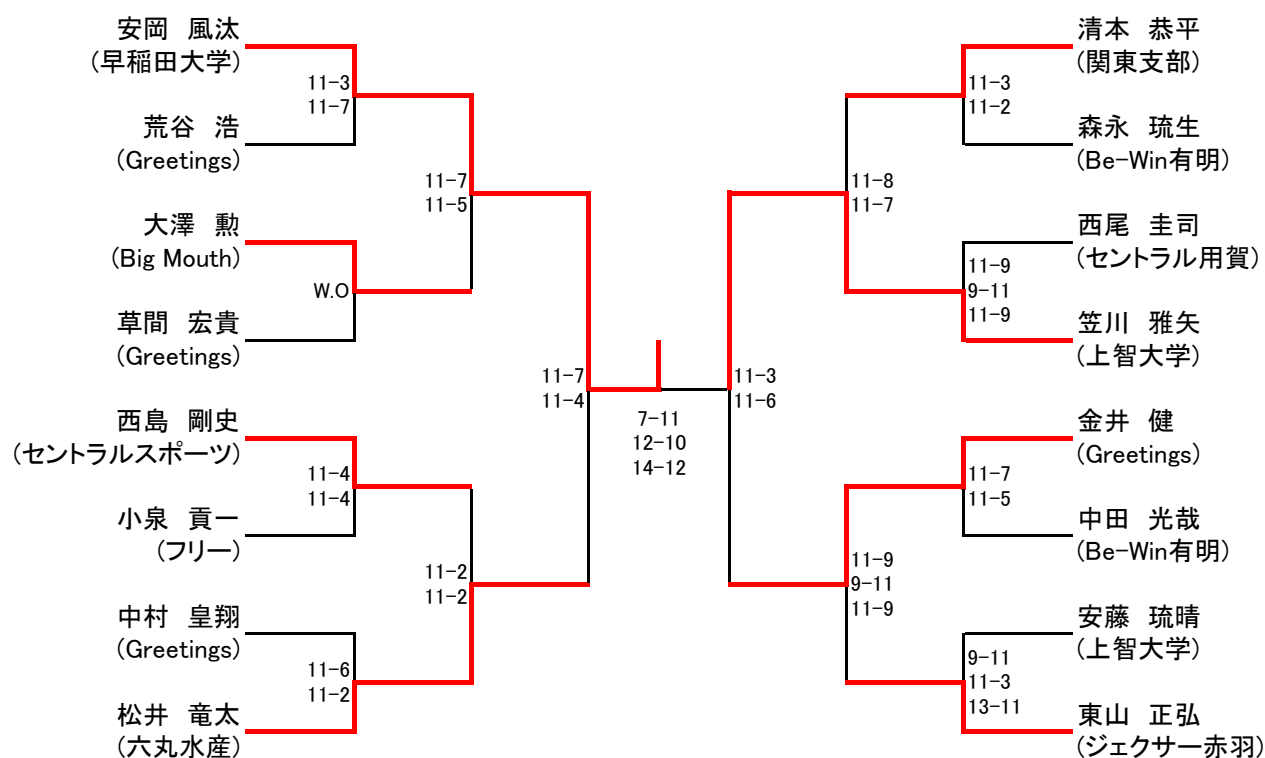 安岡　風汰
(早稲田大学)
11-3
11-7
荒谷　浩
(Greetings)
11-7
11-5
大澤　勲
(Big Mouth)
W.O
草間　宏貴
(Greetings)
11-7
11-4
西島　剛史
(セントラルスポーツ)
11-4
11-4
小泉　貢一
(フリー)
11-2
11-2
中村　皇翔
(Greetings)
11-6
11-2
松井　竜太
(六丸水産)
7-11
12-10
14-12
清本　恭平
(関東支部)
11-3
11-2
森永　琉生
(Be-Win有明)
11-8
11-7
西尾　圭司
(セントラル用賀)
11-9
9-11
11-9
笠川　雅矢
(上智大学)
11-3
11-6
金井　健
(Greetings)
11-7
11-5
中田　光哉
(Be-Win有明)
11-9
9-11
11-9
安藤　琉晴
(上智大学)
9-11
11-3
13-11
東山　正弘
(ジェクサー赤羽)